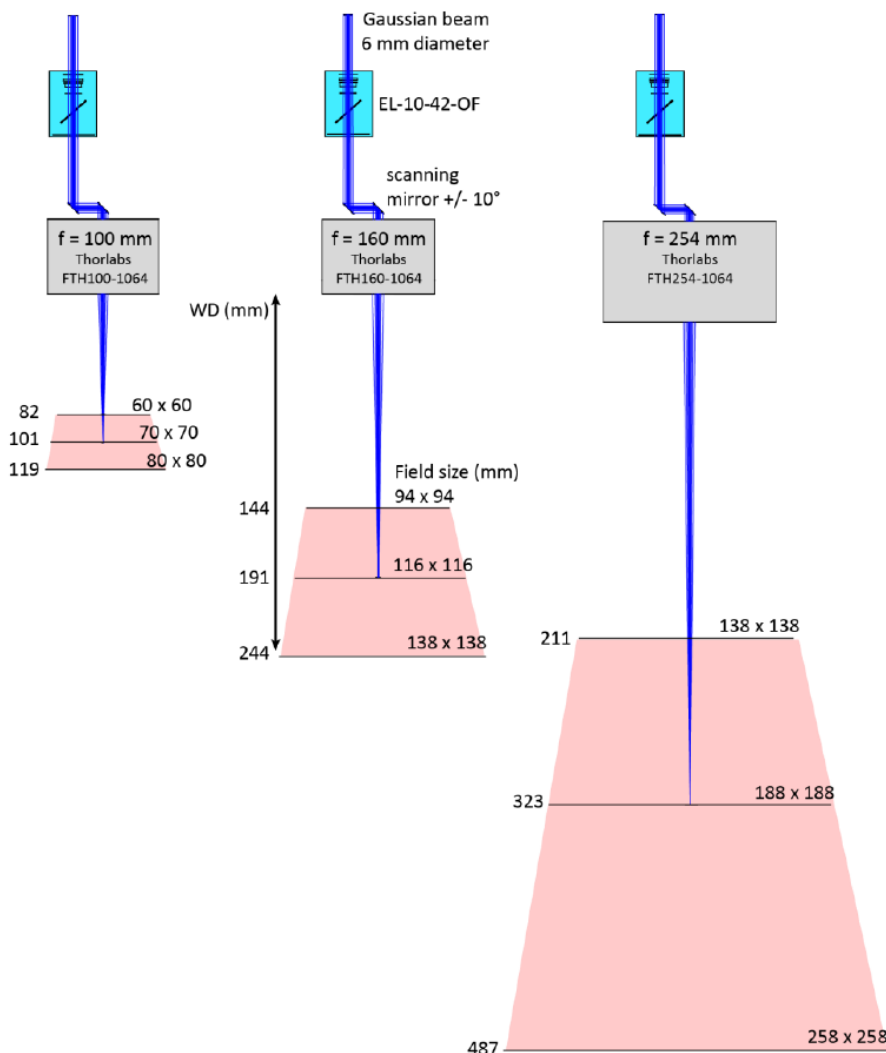 Gaussian beam
6 mm diameter
EL-10-42-OF
scanning
mirror +/- 10°
f = 100 mm
Thorlabs
FTH100-1064
f = 160 mm
Thorlabs
FTH160-1064
f = 254 mm
Thorlabs
FTH254-1064
WD (mm)
82
60 x 60
101
70 x 70
119
80 x 80
Field size (mm)
144
94 x 94
191
116 x 116
244
138 x 138
211
138 x 138
323
188 x 188
487
258 x 258